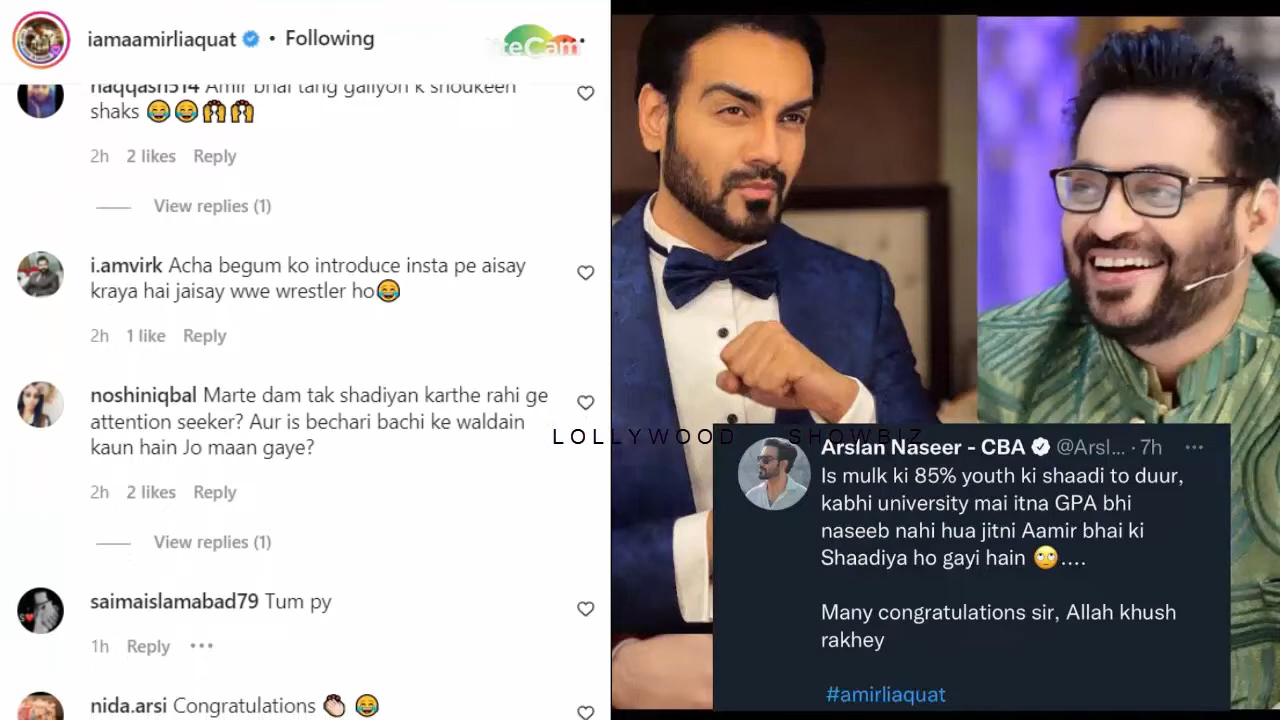 iamaamirliaquat • Following
naqqash514 Amir bhai tang galiyon k shoukeen
shaks 😂😂🙌🙌
2h 2 likes Reply
View replies (1)
i.amvirk Acha begum ko introduce insta pe aisay
kraya hai jaisay wwe wrestler ho😂
2h 1 like Reply
noshiniqbal Marte dam tak shadiyan karthe rahi ge
attention seeker? Aur is bechari bachi ke waldain
kaun hain Jo maan gaye?
2h 2 likes Reply
View replies (1)
saimaislamabad79 Tum py
1h Reply •••
nida.arsi Congratulations 👏 😂
LOLLYWOOD SHOWBIZ
Arslan Naseer - CBA @Arsl... · 7h ···
Is mulk ki 85% youth ki shaadi to duur,
kabhi university mai itna GPA bhi
naseeb nahi hua jitni Aamir bhai ki
Shaadiya ho gayi hain 🙄....
Many congratulations sir, Allah khush
rakhey
#amirliaquat